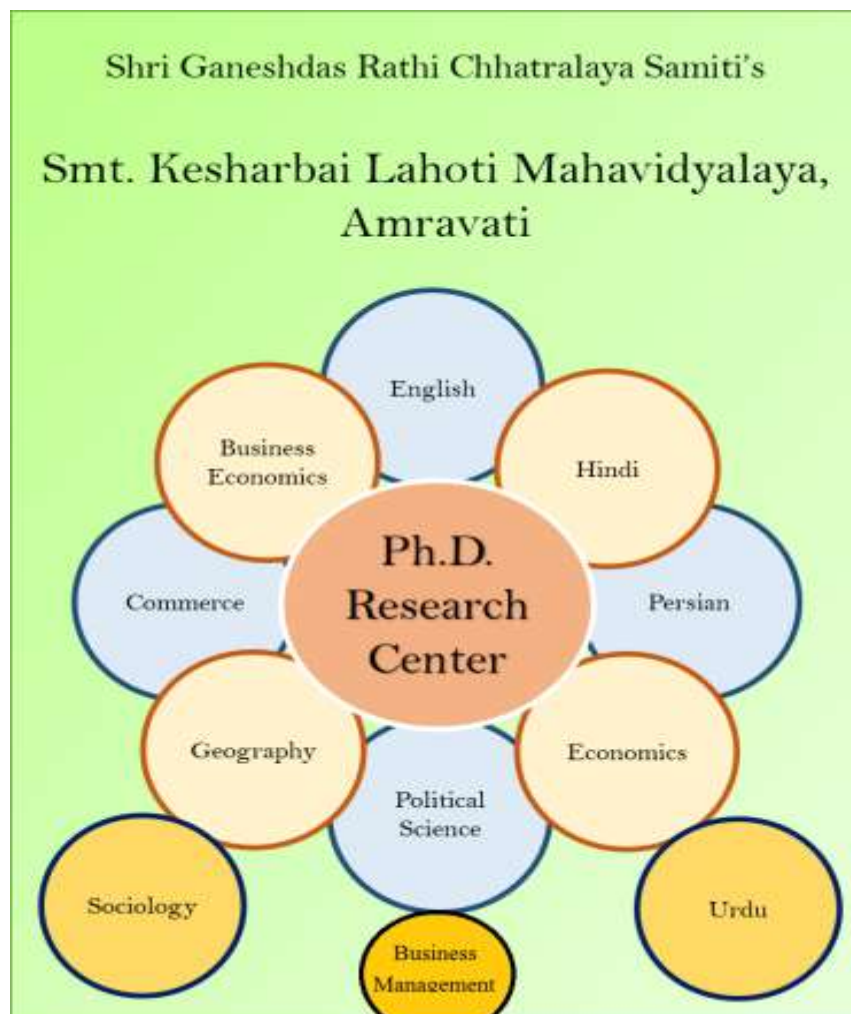 Shri Ganeshdas Rathi Chhatralaya Samiti's
Smt. Kesharbai Lahoti Mahavidyalaya,
Amravati
English
Business
Economics
Hindi
Ph.D.
Research
Center
Commerce
Persian
Geography
Economics
Political
Science
Sociology
Urdu
Business
Management